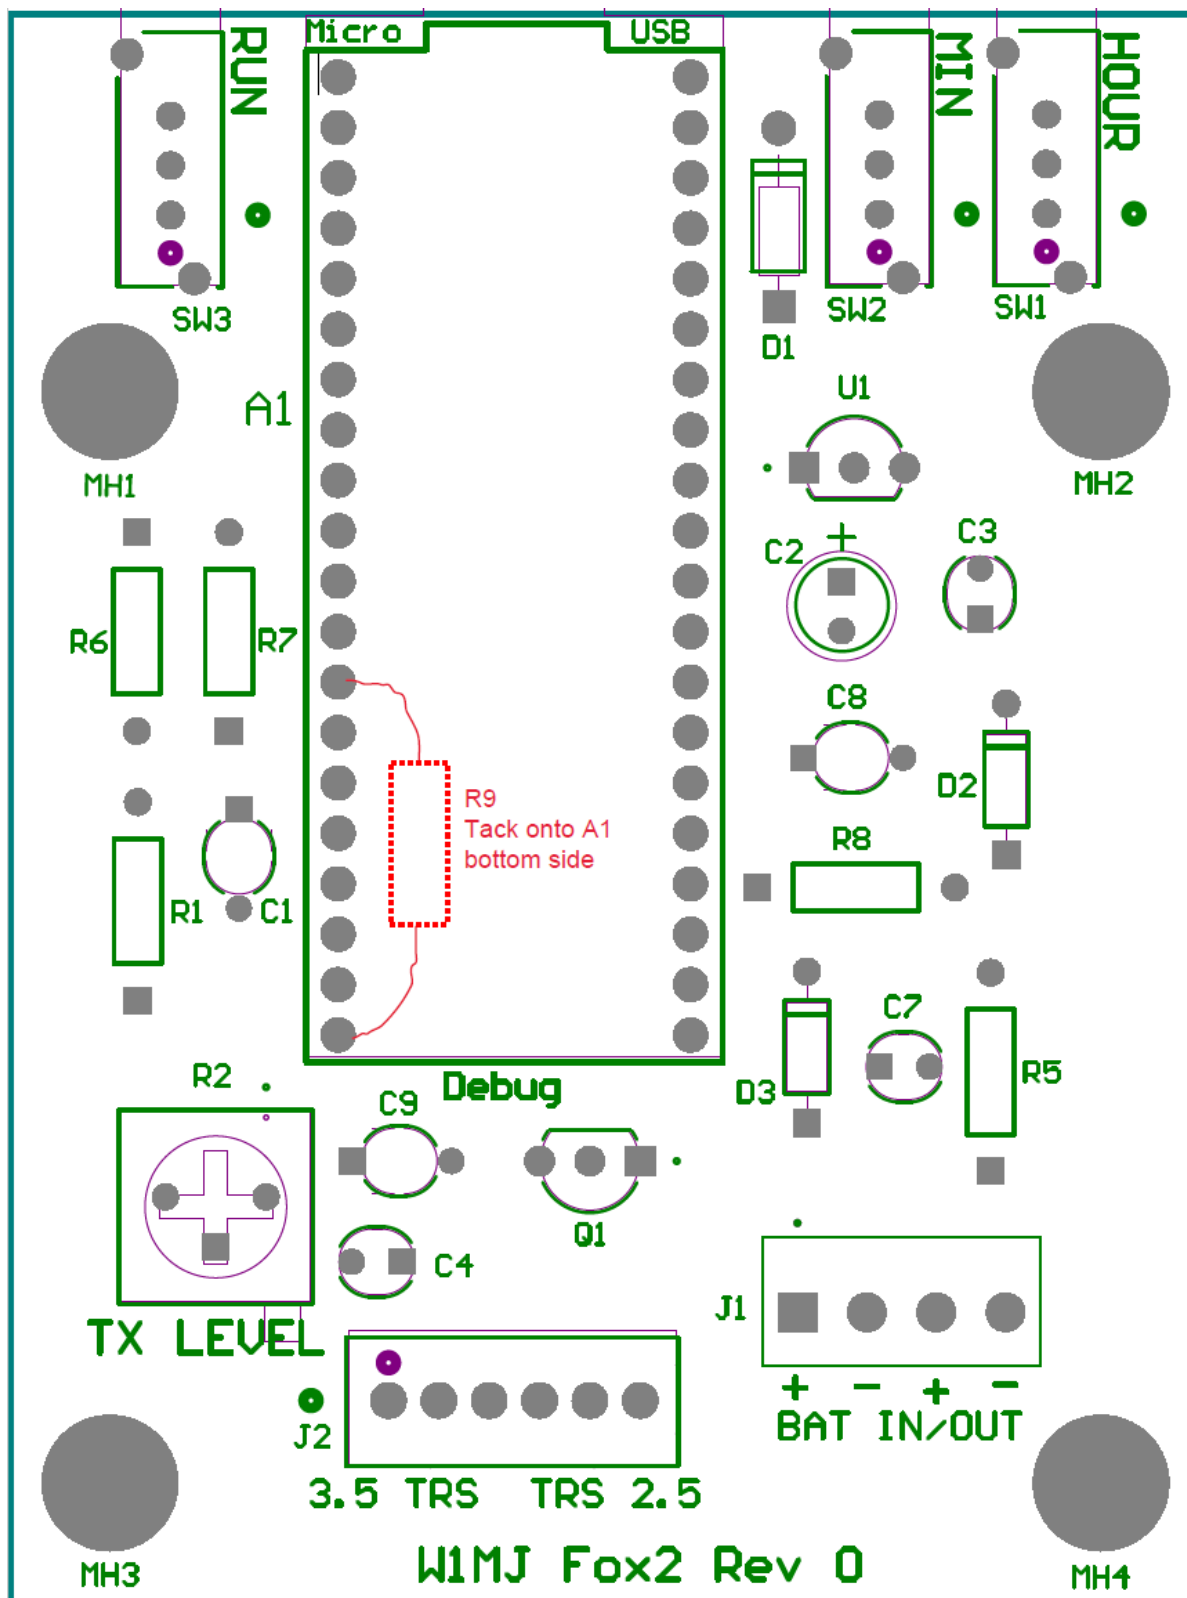 Micro
USB
RUN
MIN
HOUR
SW3
SW2
SW1
D1
A1
U1
MH1
MH2
C2
+
C3
R6
R7
C8
D2
R9
Tack onto A1
bottom side
R8
R1
C1
C7
R2
Debug
D3
R5
C9
Q1
C4
J1
TX LEVEL
+ - + -
BAT IN/OUT
J2
3.5 TRS TRS 2.5
W1MJ Fox2 Rev 0
MH3
MH4